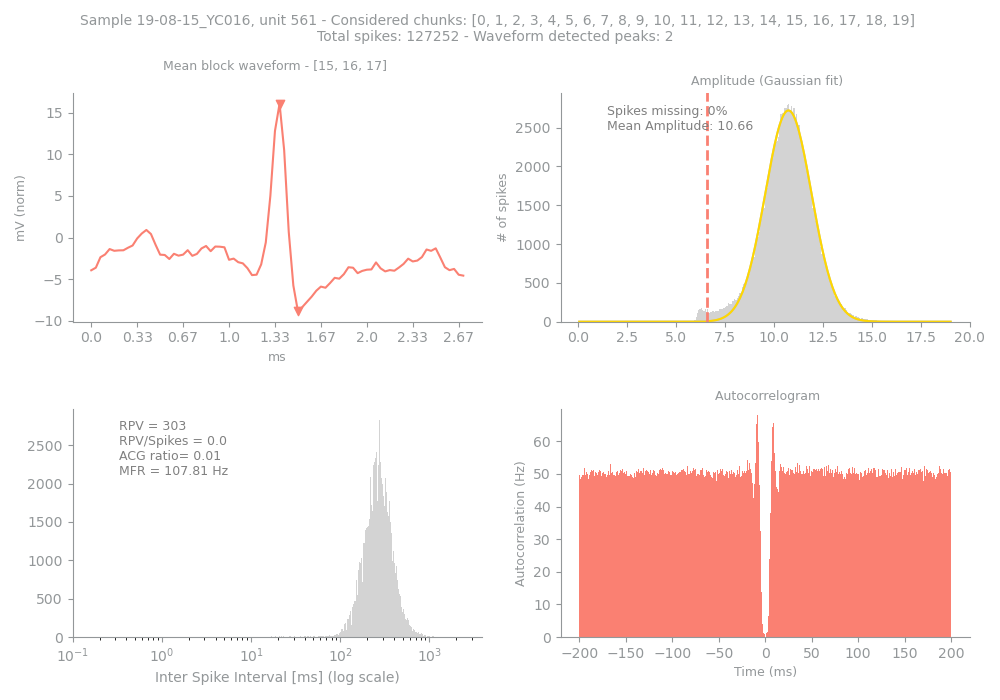 Sample 19-08-15_YC016, unit 561 - Considered chunks: [0, 1, 2, 3, 4, 5, 6, 7, 8, 9, 10, 11, 12, 13, 14, 15, 16, 17, 18, 19]
Total spikes: 127252 - Waveform detected peaks: 2
Mean block waveform - [15, 16, 17]
mV (norm)
15
10
5
0
−5
−10
0.0 0.33 0.67 1.0 1.33 1.67 2.0 2.33 2.67
ms
Amplitude (Gaussian fit)
Spikes missing: 0%
Mean Amplitude: 10.66
# of spikes
2500
2000
1500
1000
500
0
0.0 2.5 5.0 7.5 10.0 12.5 15.0 17.5 20.0
RPV = 303
RPV/Spikes = 0.0
ACG ratio= 0.01
MFR = 107.81 Hz
2500
2000
1500
1000
500
0
10⁻¹ 10⁰ 10¹ 10² 10³
Inter Spike Interval [ms] (log scale)
Autocorrelogram
Autocorrelation (Hz)
60
50
40
30
20
10
0
−200 −150 −100 −50 0 50 100 150 200
Time (ms)